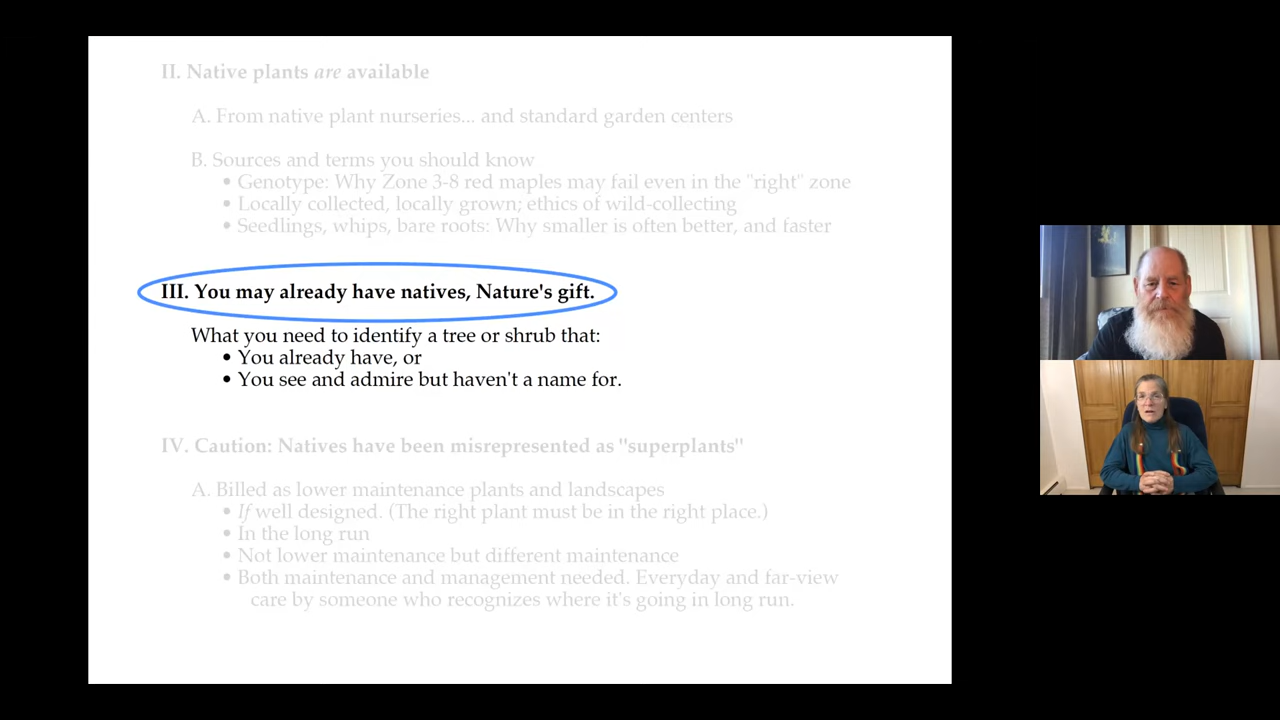 II. Native plants are available
A. From native plant nurseries... and standard garden centers
B. Sources and terms you should know
• Genotype: Why Zone 3-8 red maples may fail even in the "right" zone
• Locally collected, locally grown; ethics of wild-collecting
• Seedlings, whips, bare roots: Why smaller is often better, and faster
III. You may already have natives, Nature's gift.
What you need to identify a tree or shrub that:
• You already have, or
• You see and admire but haven't a name for.
IV. Caution: Natives have been misrepresented as "superplants"
A. Billed as lower maintenance plants and landscapes
• If well designed. (The right plant must be in the right place.)
• In the long run
• Not lower maintenance but different maintenance
• Both maintenance and management needed. Everyday and far-view
care by someone who recognizes where it's going in long run.